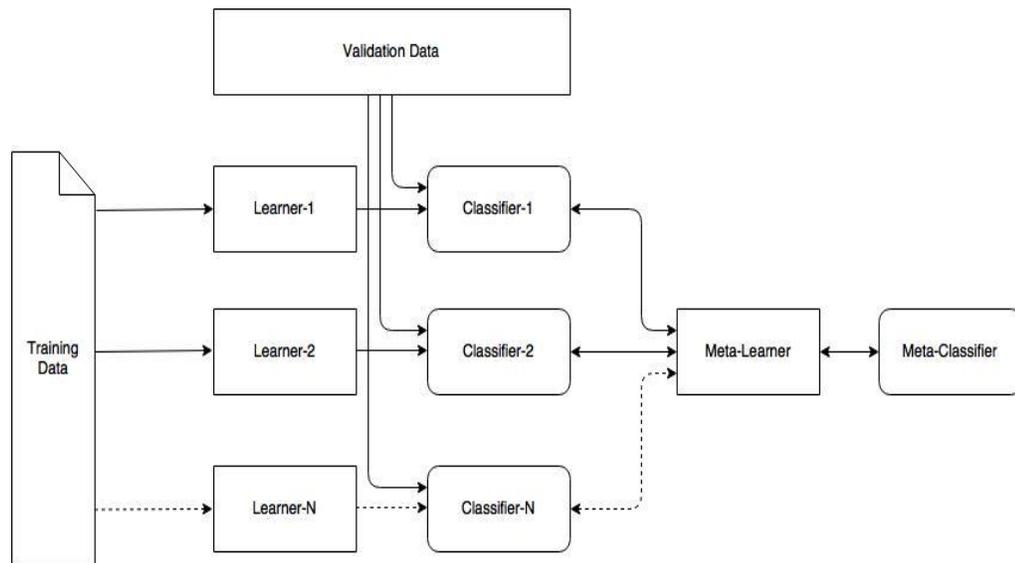 Validation Data
Learner-1
Classifier-1
Training
Data
Learner-2
Classifier-2
Meta-Learner
Meta-Classifier
Learner-N
Classifier-N